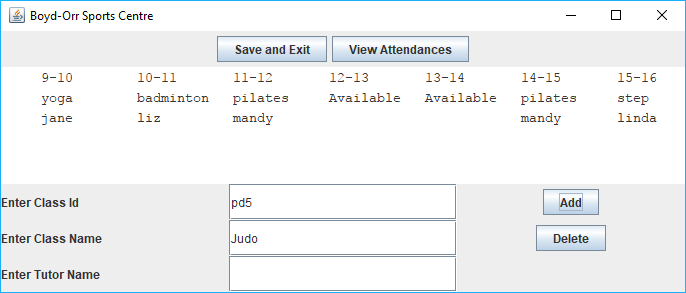 Boyd-Orr Sports Centre
Save and Exit View Attendances
9-10 10-11 11-12 12-13 13-14 14-15 15-16
yoga badminton pilates Available Available pilates step
jane liz mandy mandy linda
Enter Class Id pd5 Add
Enter Class Name Judo Delete
Enter Tutor Name